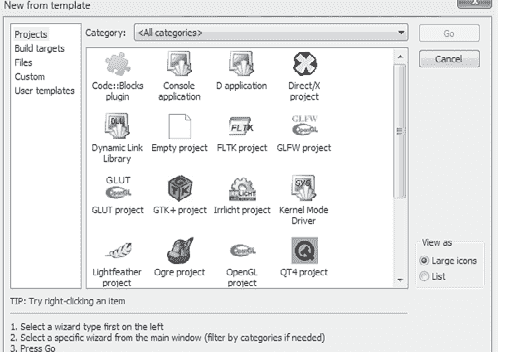 New from template
Projects
Build targets
Files
Custom
User templates
Category: <All categories>
Go
Cancel
Code::Blocks plugin
Console application
D application
Direct/X project
Dynamic Link Library
Empty project
FLTK project
GLFW project
GLUT project
GTK+ project
Irrlicht project
Kernel Mode Driver
Lightfeather project
Ogre project
OpenGL project
QT4 project
View as
Large icons
List
TIP: Try right-clicking an item
1. Select a wizard type first on the left
2. Select a specific wizard from the main window (filter by categories if needed)
3. Press Go